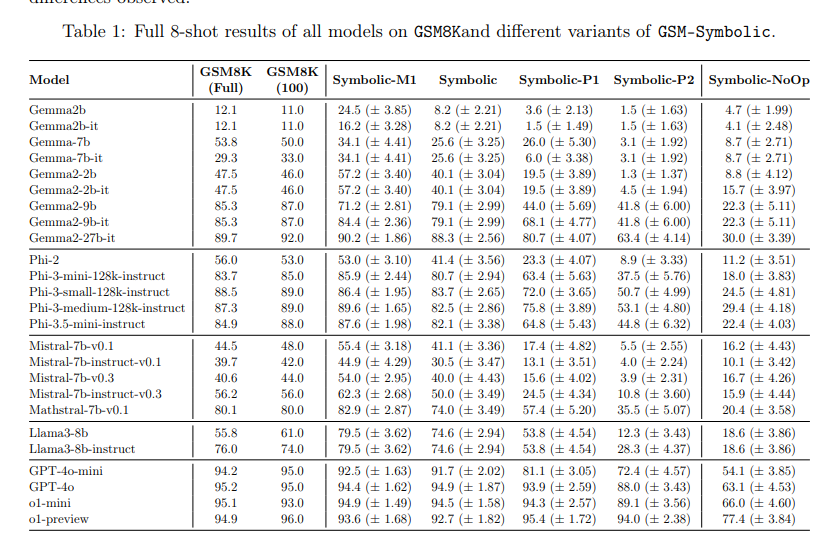 differences observed.
Table 1: Full 8-shot results of all models on GSM8Kand different variants of GSM-Symbolic.
Model GSM8K (Full) GSM8K (100) Symbolic-M1 Symbolic Symbolic-P1 Symbolic-P2 Symbolic-NoOp
Gemma2b 12.1 11.0 24.5 (± 3.85) 8.2 (± 2.21) 3.6 (± 2.13) 1.5 (± 1.63) 4.7 (± 1.99)
Gemma2b-it 12.1 11.0 16.2 (± 3.28) 8.2 (± 2.21) 1.5 (± 1.49) 1.5 (± 1.63) 4.1 (± 2.48)
Gemma-7b 53.8 50.0 34.1 (± 4.41) 25.6 (± 3.25) 26.0 (± 5.30) 3.1 (± 1.92) 8.7 (± 2.71)
Gemma-7b-it 29.3 33.0 34.1 (± 4.41) 25.6 (± 3.25) 6.0 (± 3.38) 3.1 (± 1.92) 8.7 (± 2.71)
Gemma2-2b 47.5 46.0 57.2 (± 3.40) 40.1 (± 3.04) 19.5 (± 3.89) 1.3 (± 1.37) 8.8 (± 4.12)
Gemma2-2b-it 47.5 46.0 57.2 (± 3.40) 40.1 (± 3.04) 19.5 (± 3.89) 4.5 (± 1.94) 15.7 (± 3.97)
Gemma2-9b 85.3 87.0 71.2 (± 2.81) 79.1 (± 2.99) 44.0 (± 5.69) 41.8 (± 6.00) 22.3 (± 5.11)
Gemma2-9b-it 85.3 87.0 84.4 (± 2.36) 79.1 (± 2.99) 68.1 (± 4.77) 41.8 (± 6.00) 22.3 (± 5.11)
Gemma2-27b-it 89.7 92.0 90.2 (± 1.86) 88.3 (± 2.56) 80.7 (± 4.07) 63.4 (± 4.14) 30.0 (± 3.39)
Phi-2 56.0 53.0 53.0 (± 3.10) 41.4 (± 3.56) 23.3 (± 4.07) 8.9 (± 3.33) 11.2 (± 3.51)
Phi-3-mini-128k-instruct 83.7 85.0 85.9 (± 2.44) 80.7 (± 2.94) 63.4 (± 5.63) 37.5 (± 5.76) 18.0 (± 3.83)
Phi-3-small-128k-instruct 88.5 89.0 86.4 (± 1.95) 83.7 (± 2.65) 72.0 (± 3.65) 50.7 (± 4.99) 24.5 (± 4.81)
Phi-3-medium-128k-instruct 87.3 89.0 89.6 (± 1.65) 82.5 (± 2.86) 75.8 (± 3.89) 53.1 (± 4.80) 29.4 (± 4.18)
Phi-3.5-mini-instruct 84.9 88.0 87.6 (± 1.98) 82.1 (± 3.38) 64.8 (± 5.43) 44.8 (± 6.32) 22.4 (± 4.03)
Mistral-7b-v0.1 44.5 48.0 55.4 (± 3.18) 41.1 (± 3.36) 17.4 (± 4.82) 5.5 (± 2.55) 16.2 (± 4.43)
Mistral-7b-instruct-v0.1 39.7 42.0 44.9 (± 4.29) 30.5 (± 3.47) 13.1 (± 3.51) 4.0 (± 2.24) 10.1 (± 3.42)
Mistral-7b-v0.3 40.6 44.0 54.0 (± 2.95) 40.0 (± 4.43) 15.6 (± 4.02) 3.9 (± 2.31) 16.7 (± 4.26)
Mistral-7b-instruct-v0.3 56.2 56.0 62.3 (± 2.68) 50.0 (± 3.49) 24.5 (± 4.34) 10.8 (± 3.60) 15.9 (± 4.44)
Mathstral-7b-v0.1 80.1 80.0 82.9 (± 2.87) 74.0 (± 3.49) 57.4 (± 5.20) 35.5 (± 5.07) 20.4 (± 3.58)
Llama3-8b 55.8 61.0 79.5 (± 3.62) 74.6 (± 2.94) 53.8 (± 4.54) 12.3 (± 3.43) 18.6 (± 3.86)
Llama3-8b-instruct 76.0 74.0 79.5 (± 3.62) 74.6 (± 2.94) 53.8 (± 4.54) 28.3 (± 4.37) 18.6 (± 3.86)
GPT-4o-mini 94.2 95.0 92.5 (± 1.63) 91.7 (± 2.02) 81.1 (± 3.05) 72.4 (± 4.57) 54.1 (± 3.85)
GPT-4o 95.2 95.0 94.4 (± 1.62) 94.9 (± 1.87) 93.9 (± 2.59) 88.0 (± 3.43) 63.1 (± 4.53)
o1-mini 95.1 93.0 94.9 (± 1.49) 94.5 (± 1.58) 94.3 (± 2.57) 89.1 (± 3.56) 66.0 (± 4.60)
o1-preview 94.9 96.0 93.6 (± 1.68) 92.7 (± 1.82) 95.4 (± 1.72) 94.0 (± 2.38) 77.4 (± 3.84)